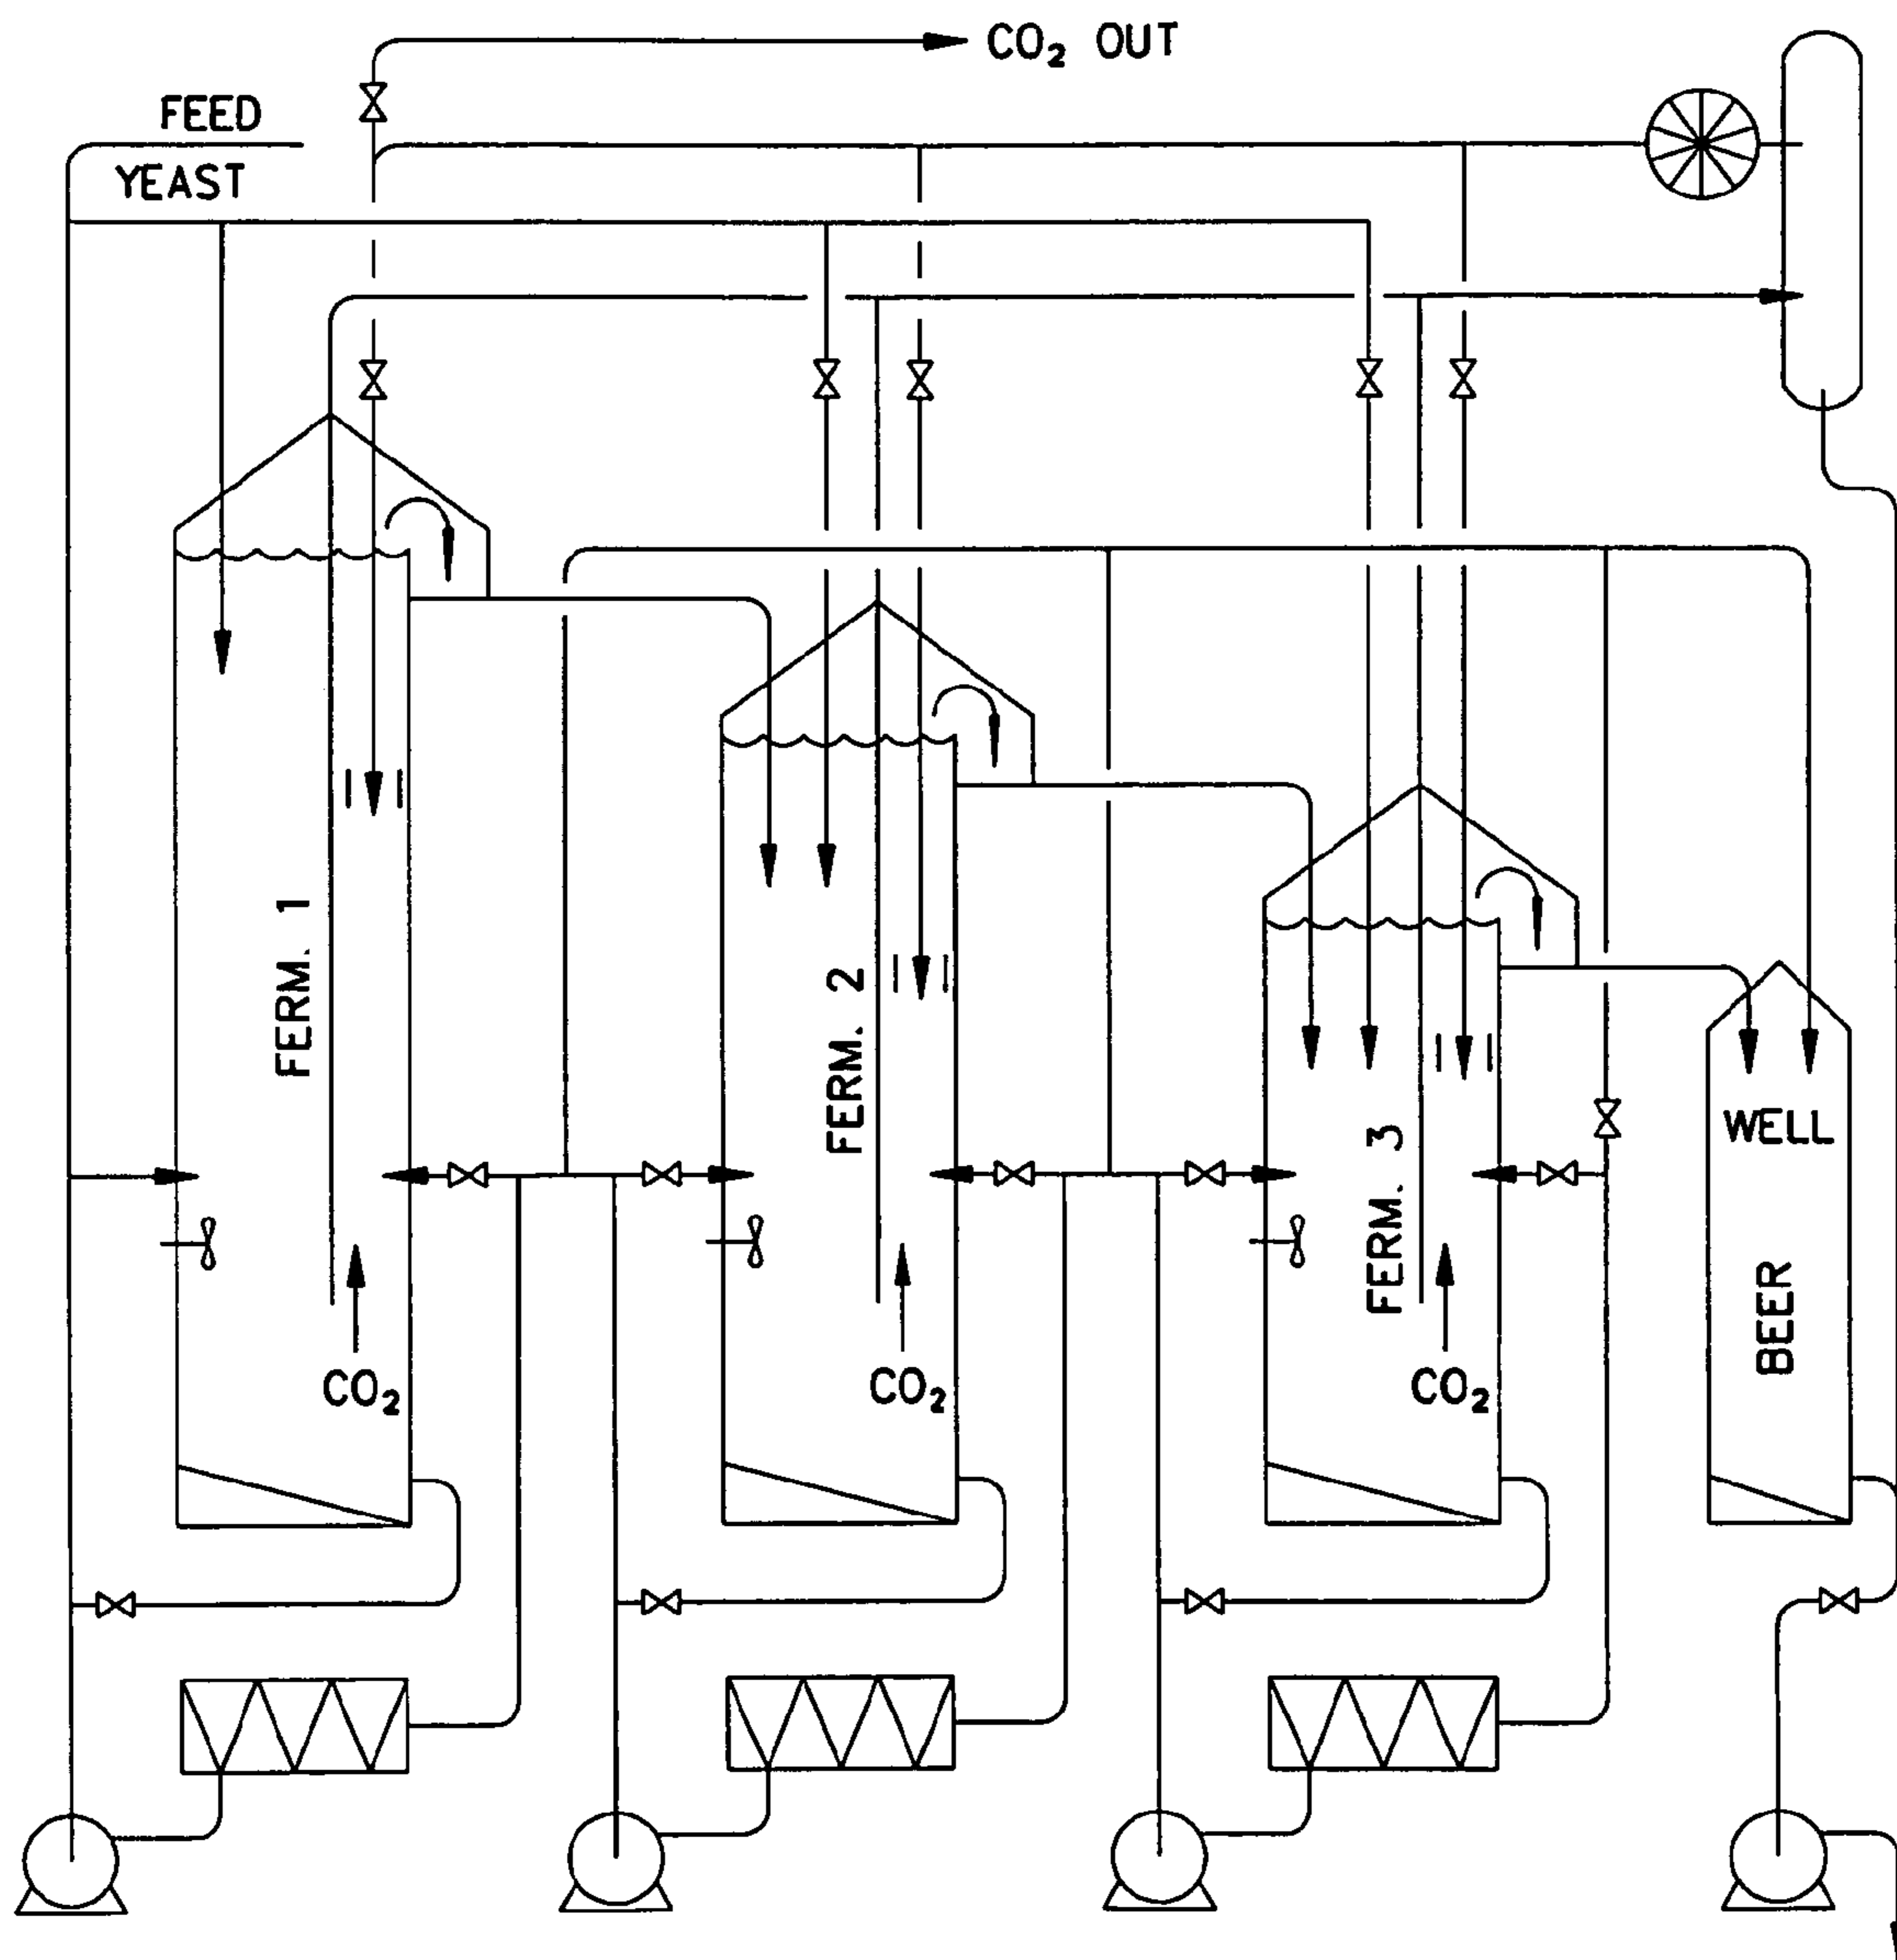 CO₂ OUT
FEED
YEAST
FERM. 1
FERM. 2
FERM. 3
WELL
BEER
CO₂
CO₂
CO₂